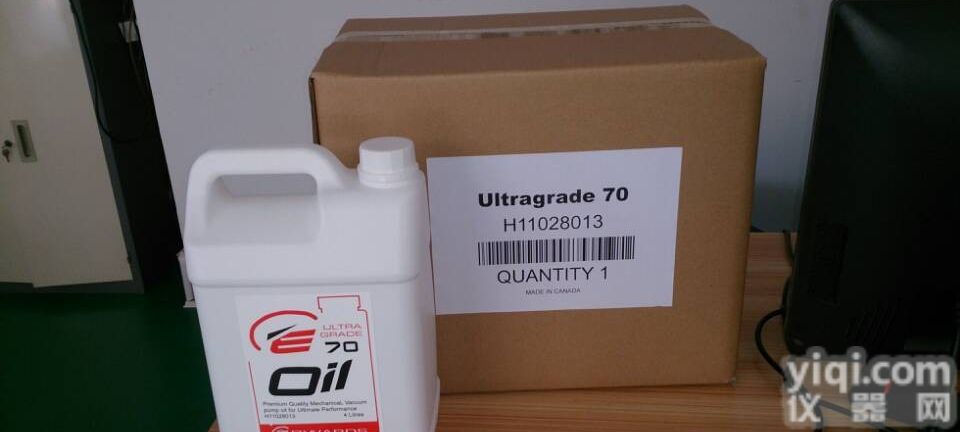 Ultragrade 70
H11028013
QUANTITY 1
MADE IN CANADA
ULTRA
GRADE
70
Oil
Premium Quality Mechanical, Vacuum
pump oil for Ultimate Performance
H11028013 4 Litres
EDWARDS
yiqi.com
仪器网